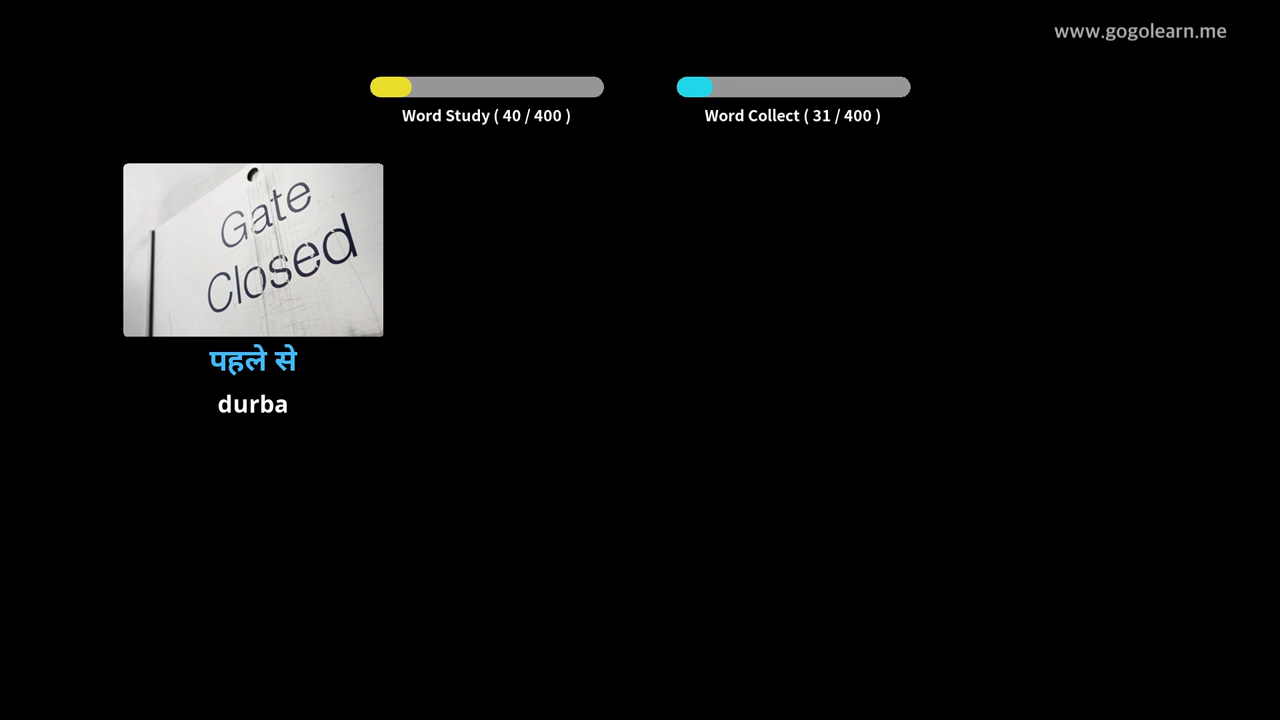 www.gogolearn.me
Word Study ( 40 / 400 )
Word Collect ( 31 / 400 )
Gate
Closed
पहले से
durba